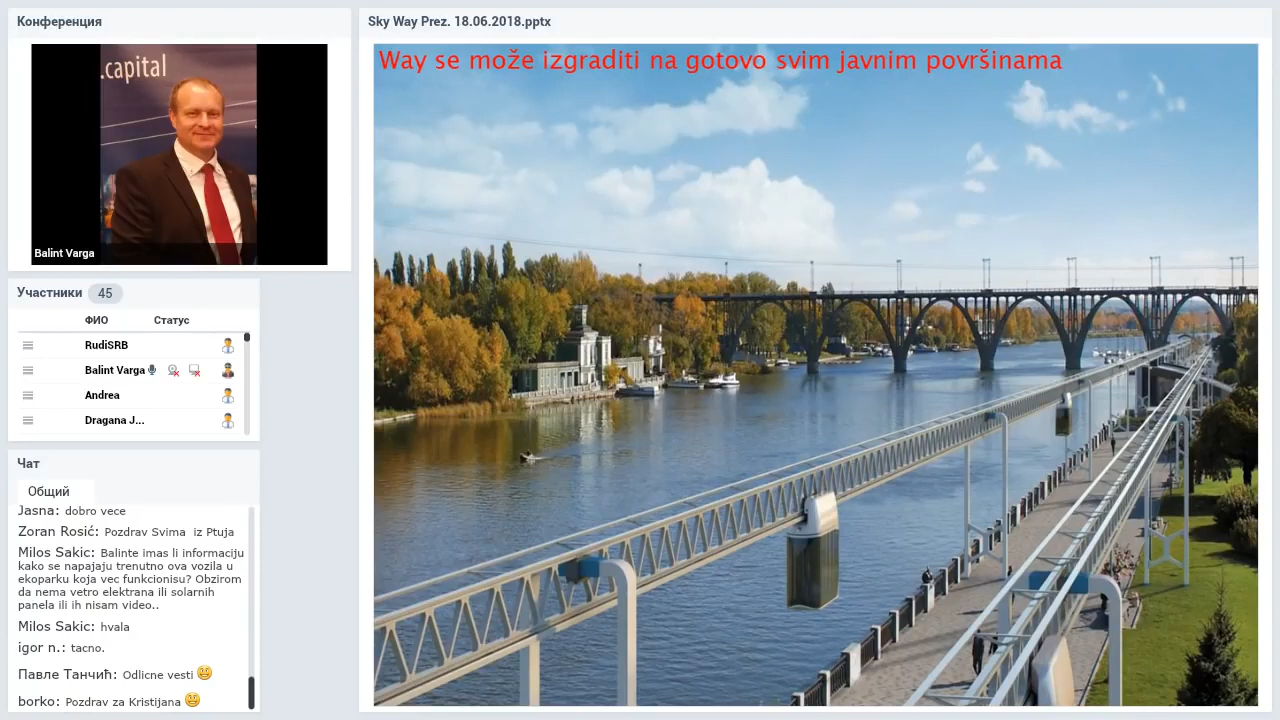 Конференция
.capital
Balint Varga
Участники 45
ФИО Статус
RudiSRB
Balint Varga
Andrea
Dragana J...
Чат
Общий
Jasna: dobro vece
Zoran Rosić: Pozdrav Svima iz Ptuja
Milos Sakic: Balinte imas li informaciju
kako se napajaju trenutno ova vozila u
ekoparku koja vec funkcionisu? Obzirom
da nema vetro elektrana ili solarnih
panela ili ih nisam video..
Milos Sakic: hvala
igor n.: tacno.
Павле Танчић: Odlicne vesti
borko: Pozdrav za Kristijana
Sky Way Prez. 18.06.2018.pptx
Way se može izgraditi na gotovo svim javnim površinama